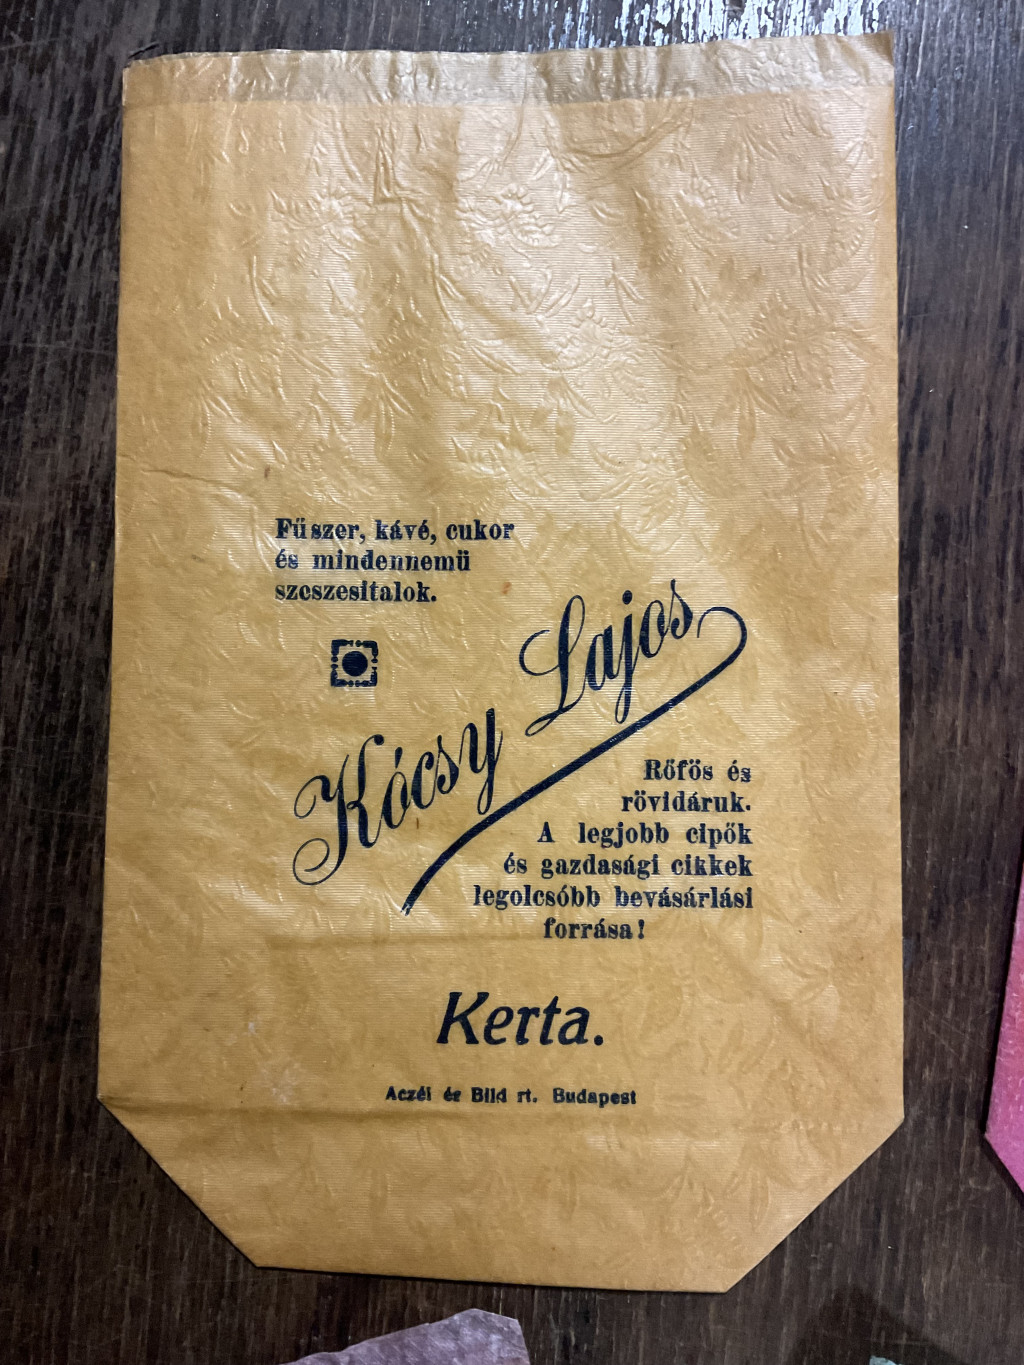 Fűszer, kávé, cukor
és mindennemü
szeszesitalok.
Kócsy Lajos
Rőfös és
rövidáruk.
A legjobb cipők
és gazdasági cikkek
legolcsóbb bevásárlási
forrása!
Kerta.
Aczél és Bild rt. Budapest